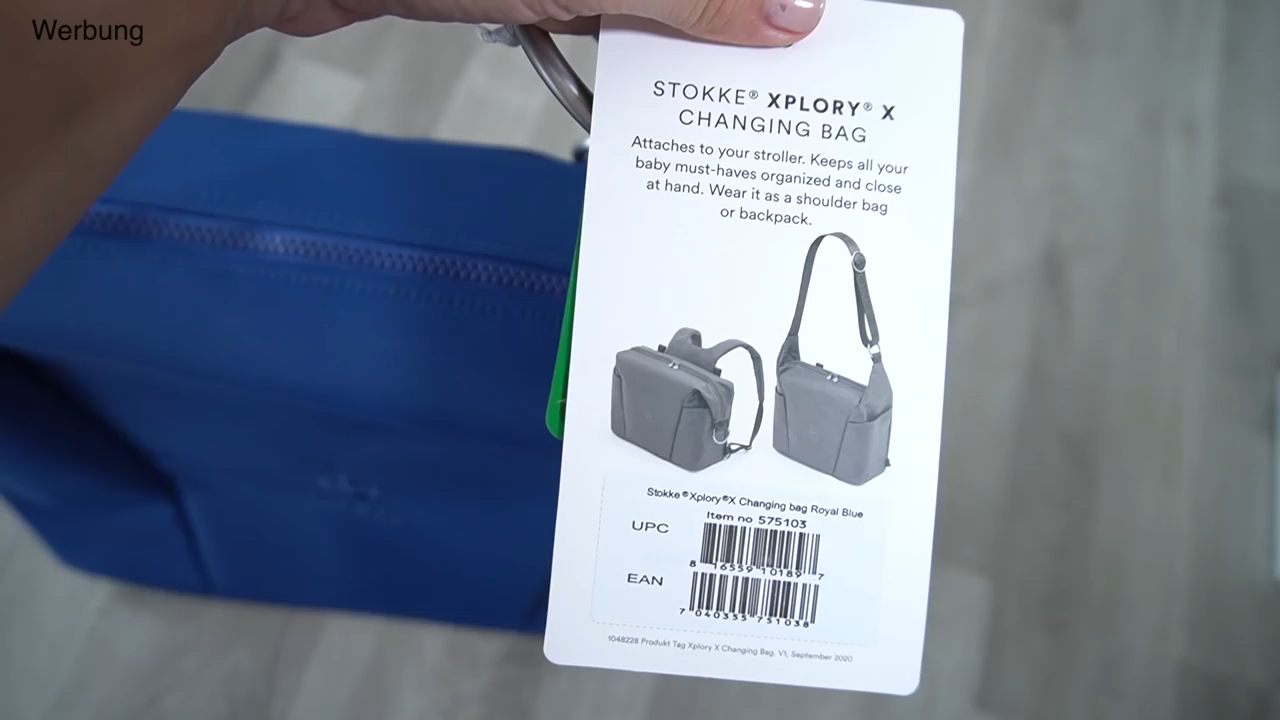 Werbung
STOKKE® XPLORY® X
CHANGING BAG
Attaches to your stroller. Keeps all your
baby must-haves organized and close
at hand. Wear it as a shoulder bag
or backpack.
Stokke®Xplory®X Changing bag Royal Blue
Item no 575103
UPC
8 16559 10189 7
EAN
7 040355 751038
1048228 Produkt Tag Xplory X Changing Bag. V1, September 2020